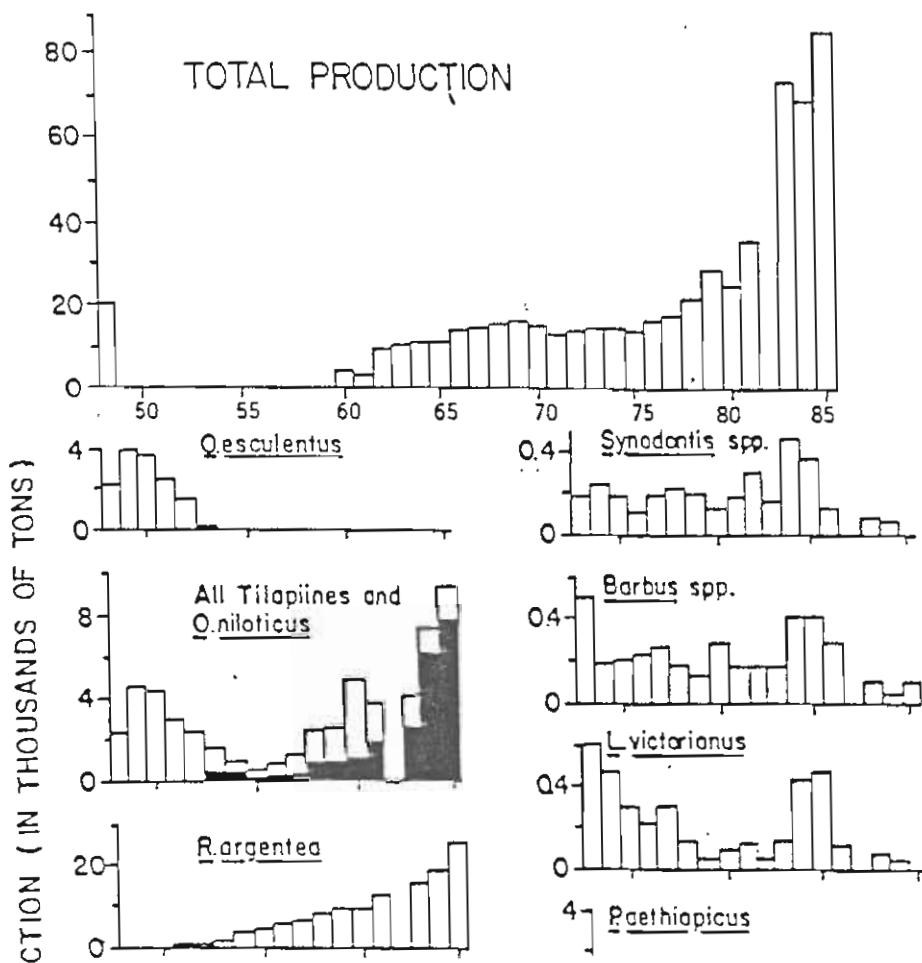 80
60
40
20
0
TOTAL PRODUCTION
50 55 60 65 70 75 80 85
CTION (IN THOUSANDS OF TONS)
4
0
O.esculentus
0.4
0
Synodontis spp.
8
4
0
All Tilapiines and
O.niloticus
0.4
0
Barbus spp.
0.4
0
L.victorianus
20
0
R.argentea
4
P.aethiopicus